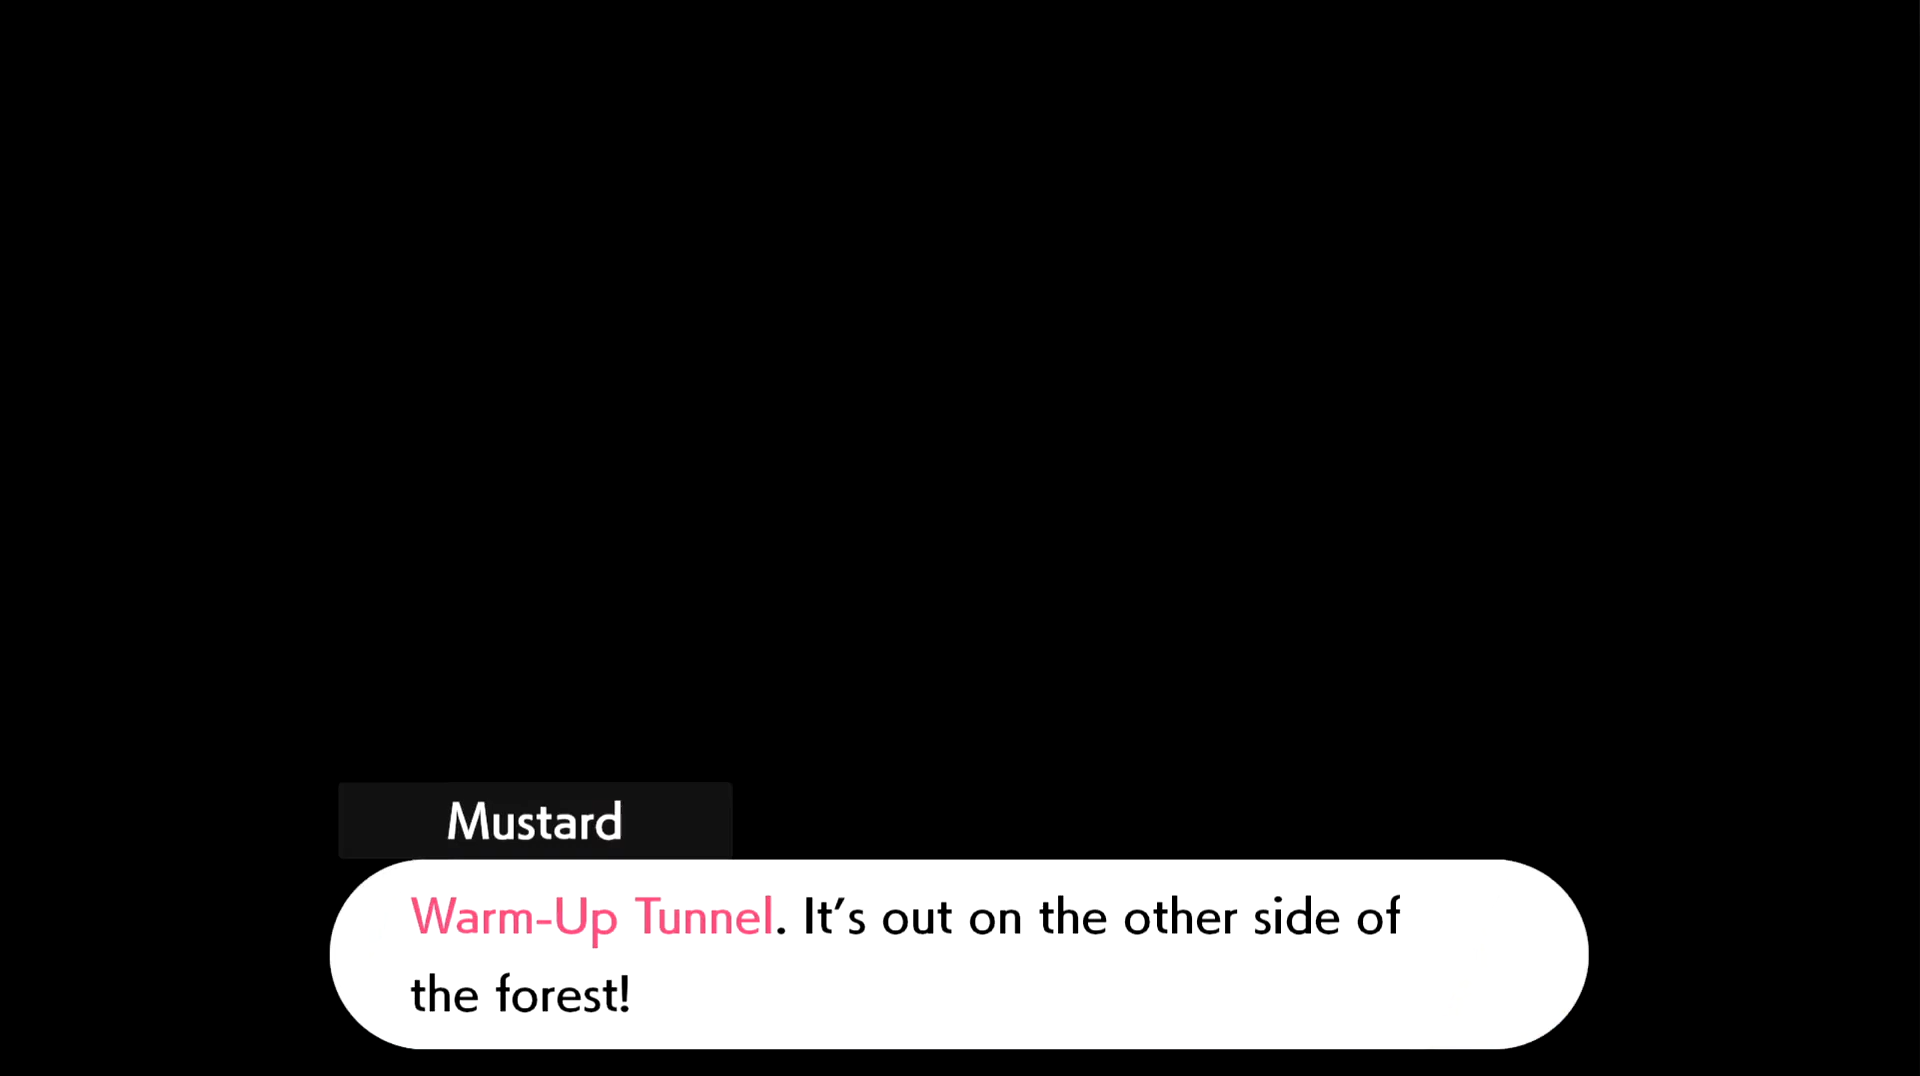 Mustard
Warm-Up Tunnel. It's out on the other side of
the forest!